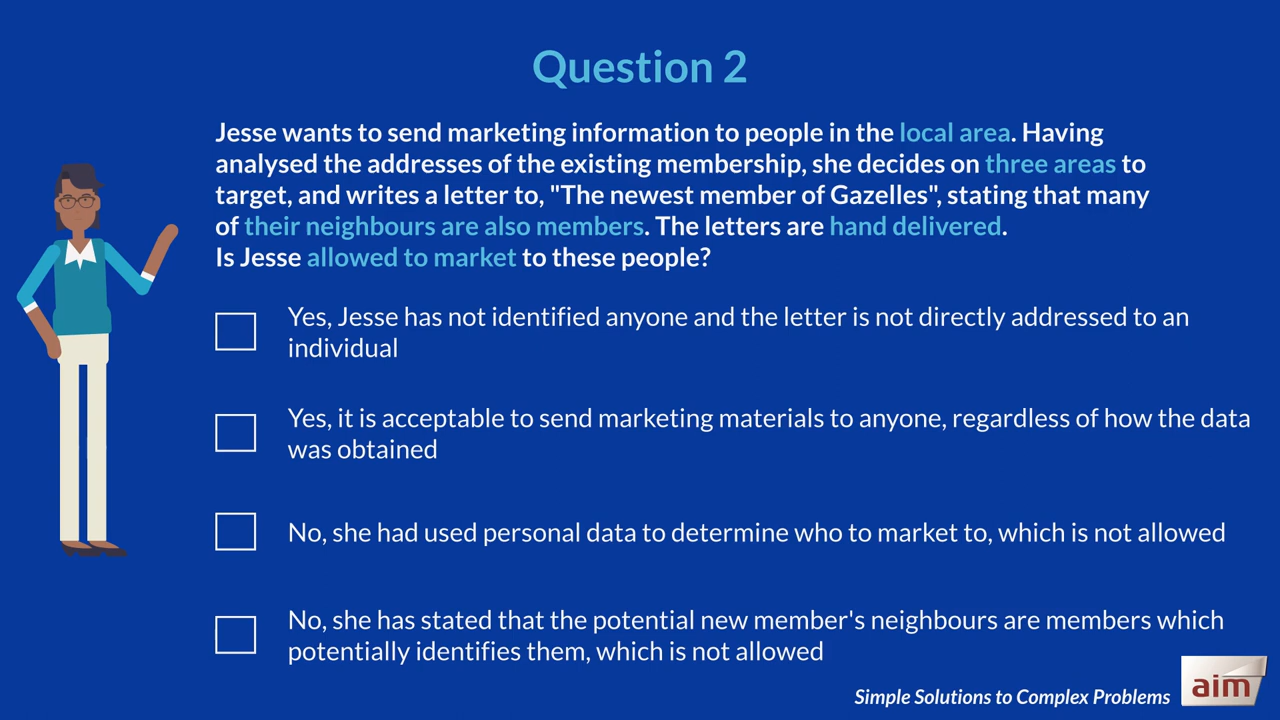 Question 2
Jesse wants to send marketing information to people in the local area. Having
analysed the addresses of the existing membership, she decides on three areas to
target, and writes a letter to, "The newest member of Gazelles", stating that many
of their neighbours are also members. The letters are hand delivered.
Is Jesse allowed to market to these people?
Yes, Jesse has not identified anyone and the letter is not directly addressed to an
individual
Yes, it is acceptable to send marketing materials to anyone, regardless of how the data
was obtained
No, she had used personal data to determine who to market to, which is not allowed
No, she has stated that the potential new member's neighbours are members which
potentially identifies them, which is not allowed
Simple Solutions to Complex Problems
aim